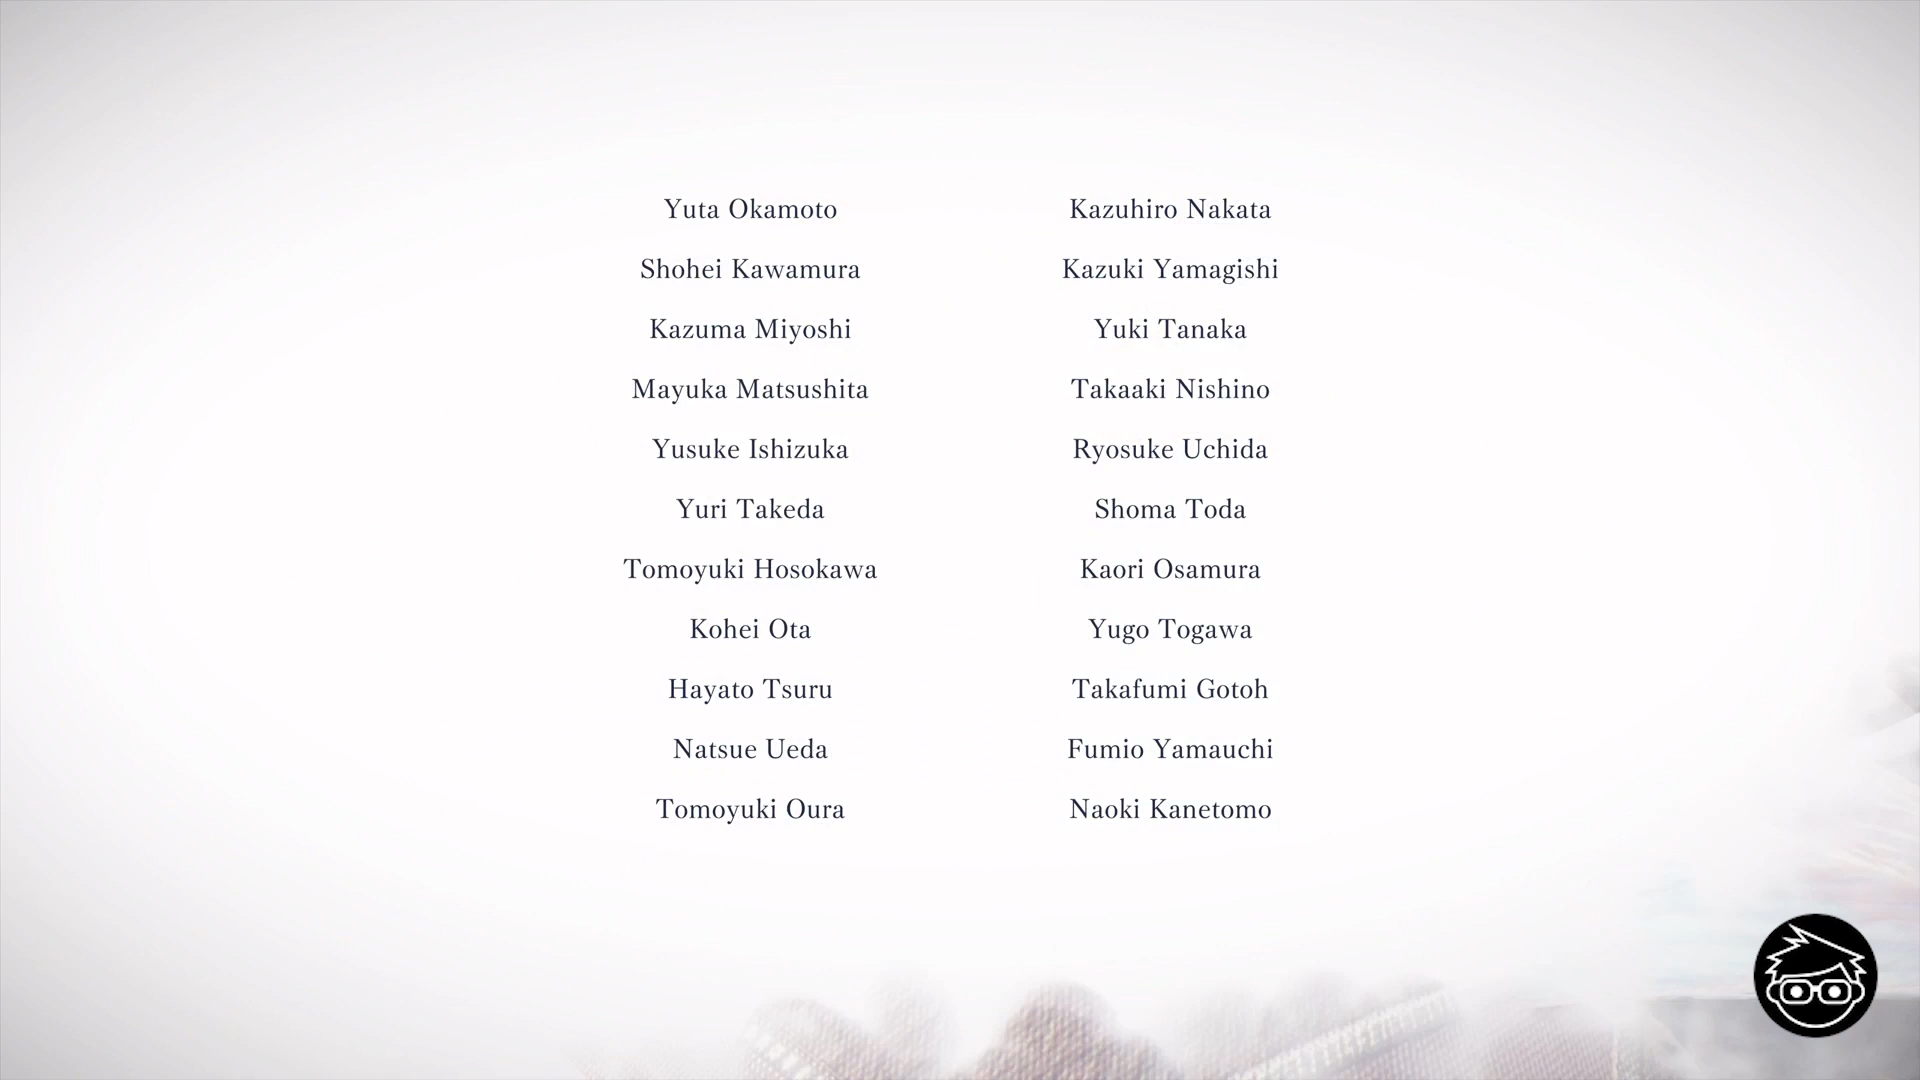 Yuta Okamoto
Shohei Kawamura
Kazuma Miyoshi
Mayuka Matsushita
Yusuke Ishizuka
Yuri Takeda
Tomoyuki Hosokawa
Kohei Ota
Hayato Tsuru
Natsue Ueda
Tomoyuki Oura
Kazuhiro Nakata
Kazuki Yamagishi
Yuki Tanaka
Takaaki Nishino
Ryosuke Uchida
Shoma Toda
Kaori Osamura
Yugo Togawa
Takafumi Gotoh
Fumio Yamauchi
Naoki Kanetomo